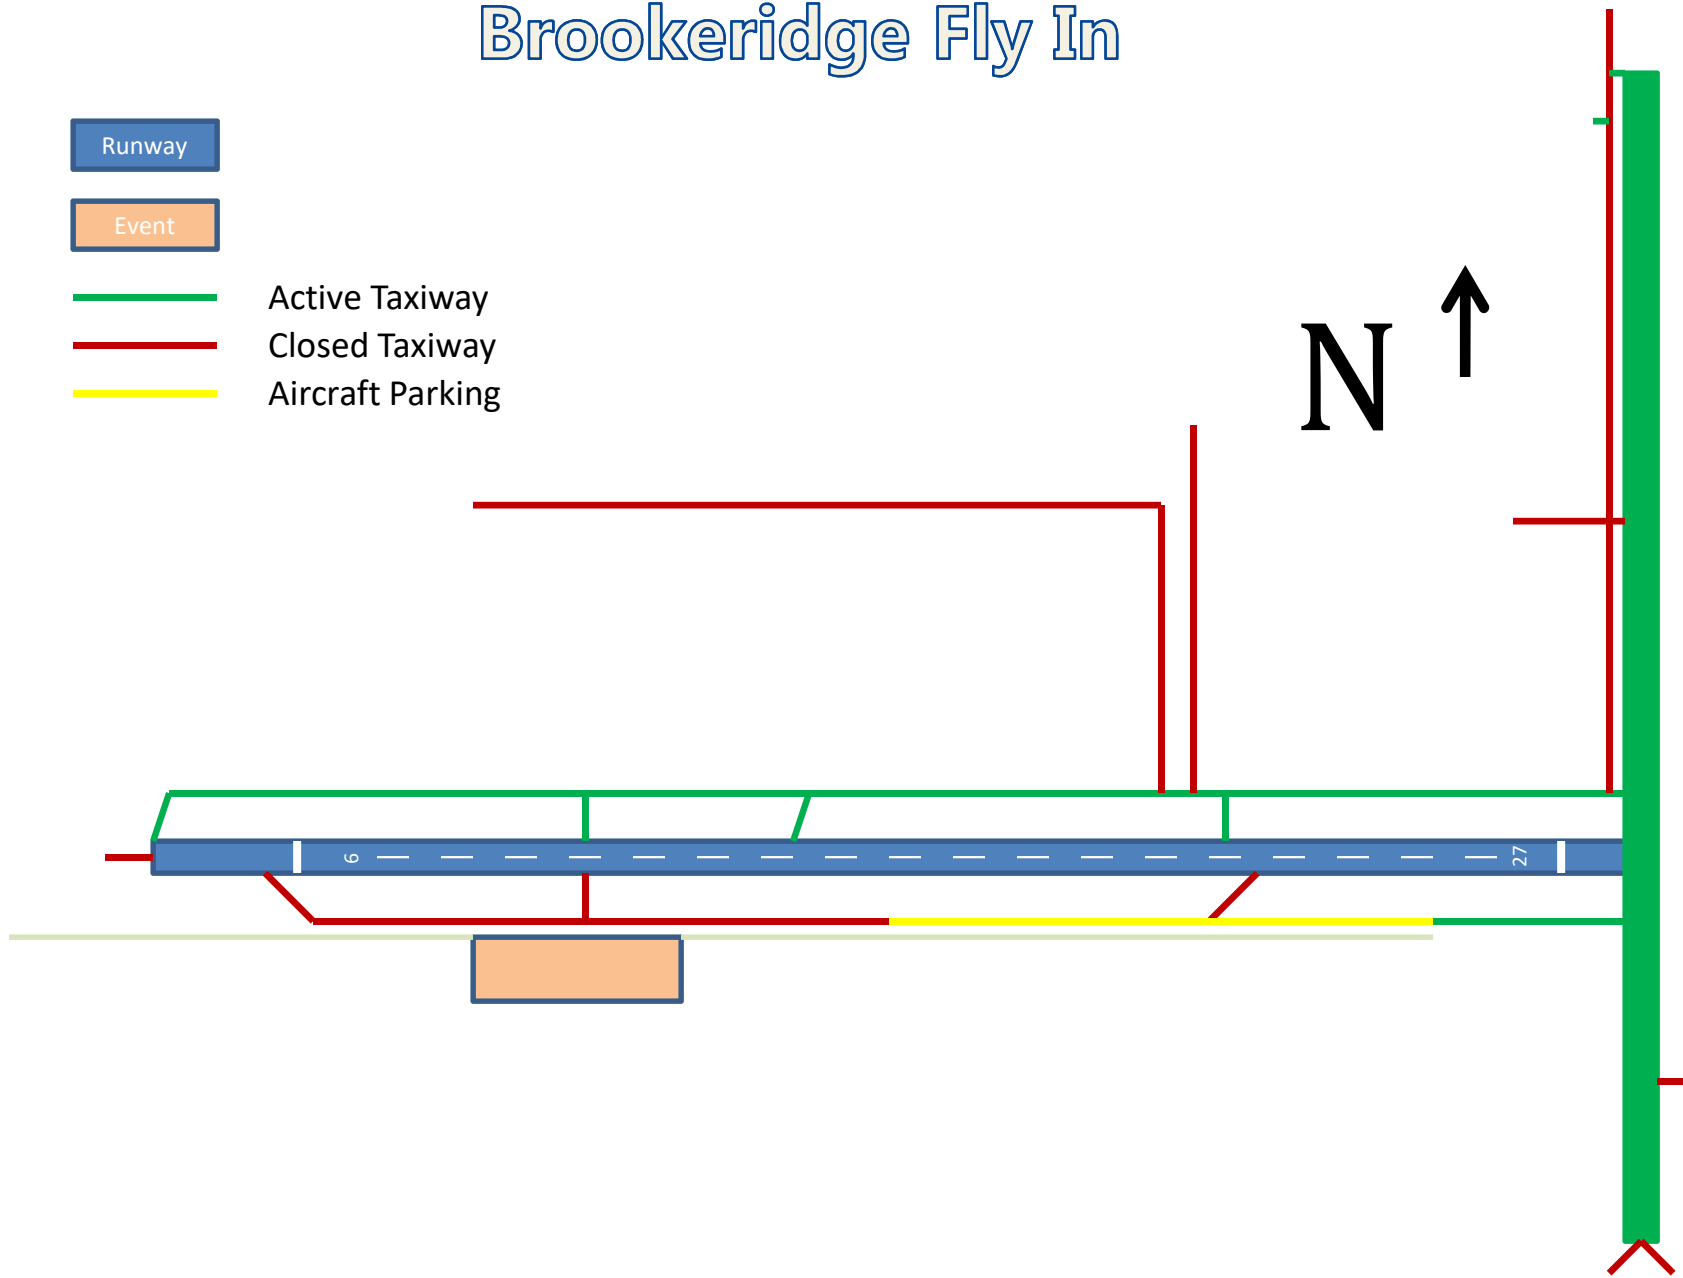 Brookeridge Fly In
Runway
Event
Active Taxiway
Closed Taxiway
Aircraft Parking
N
9
27